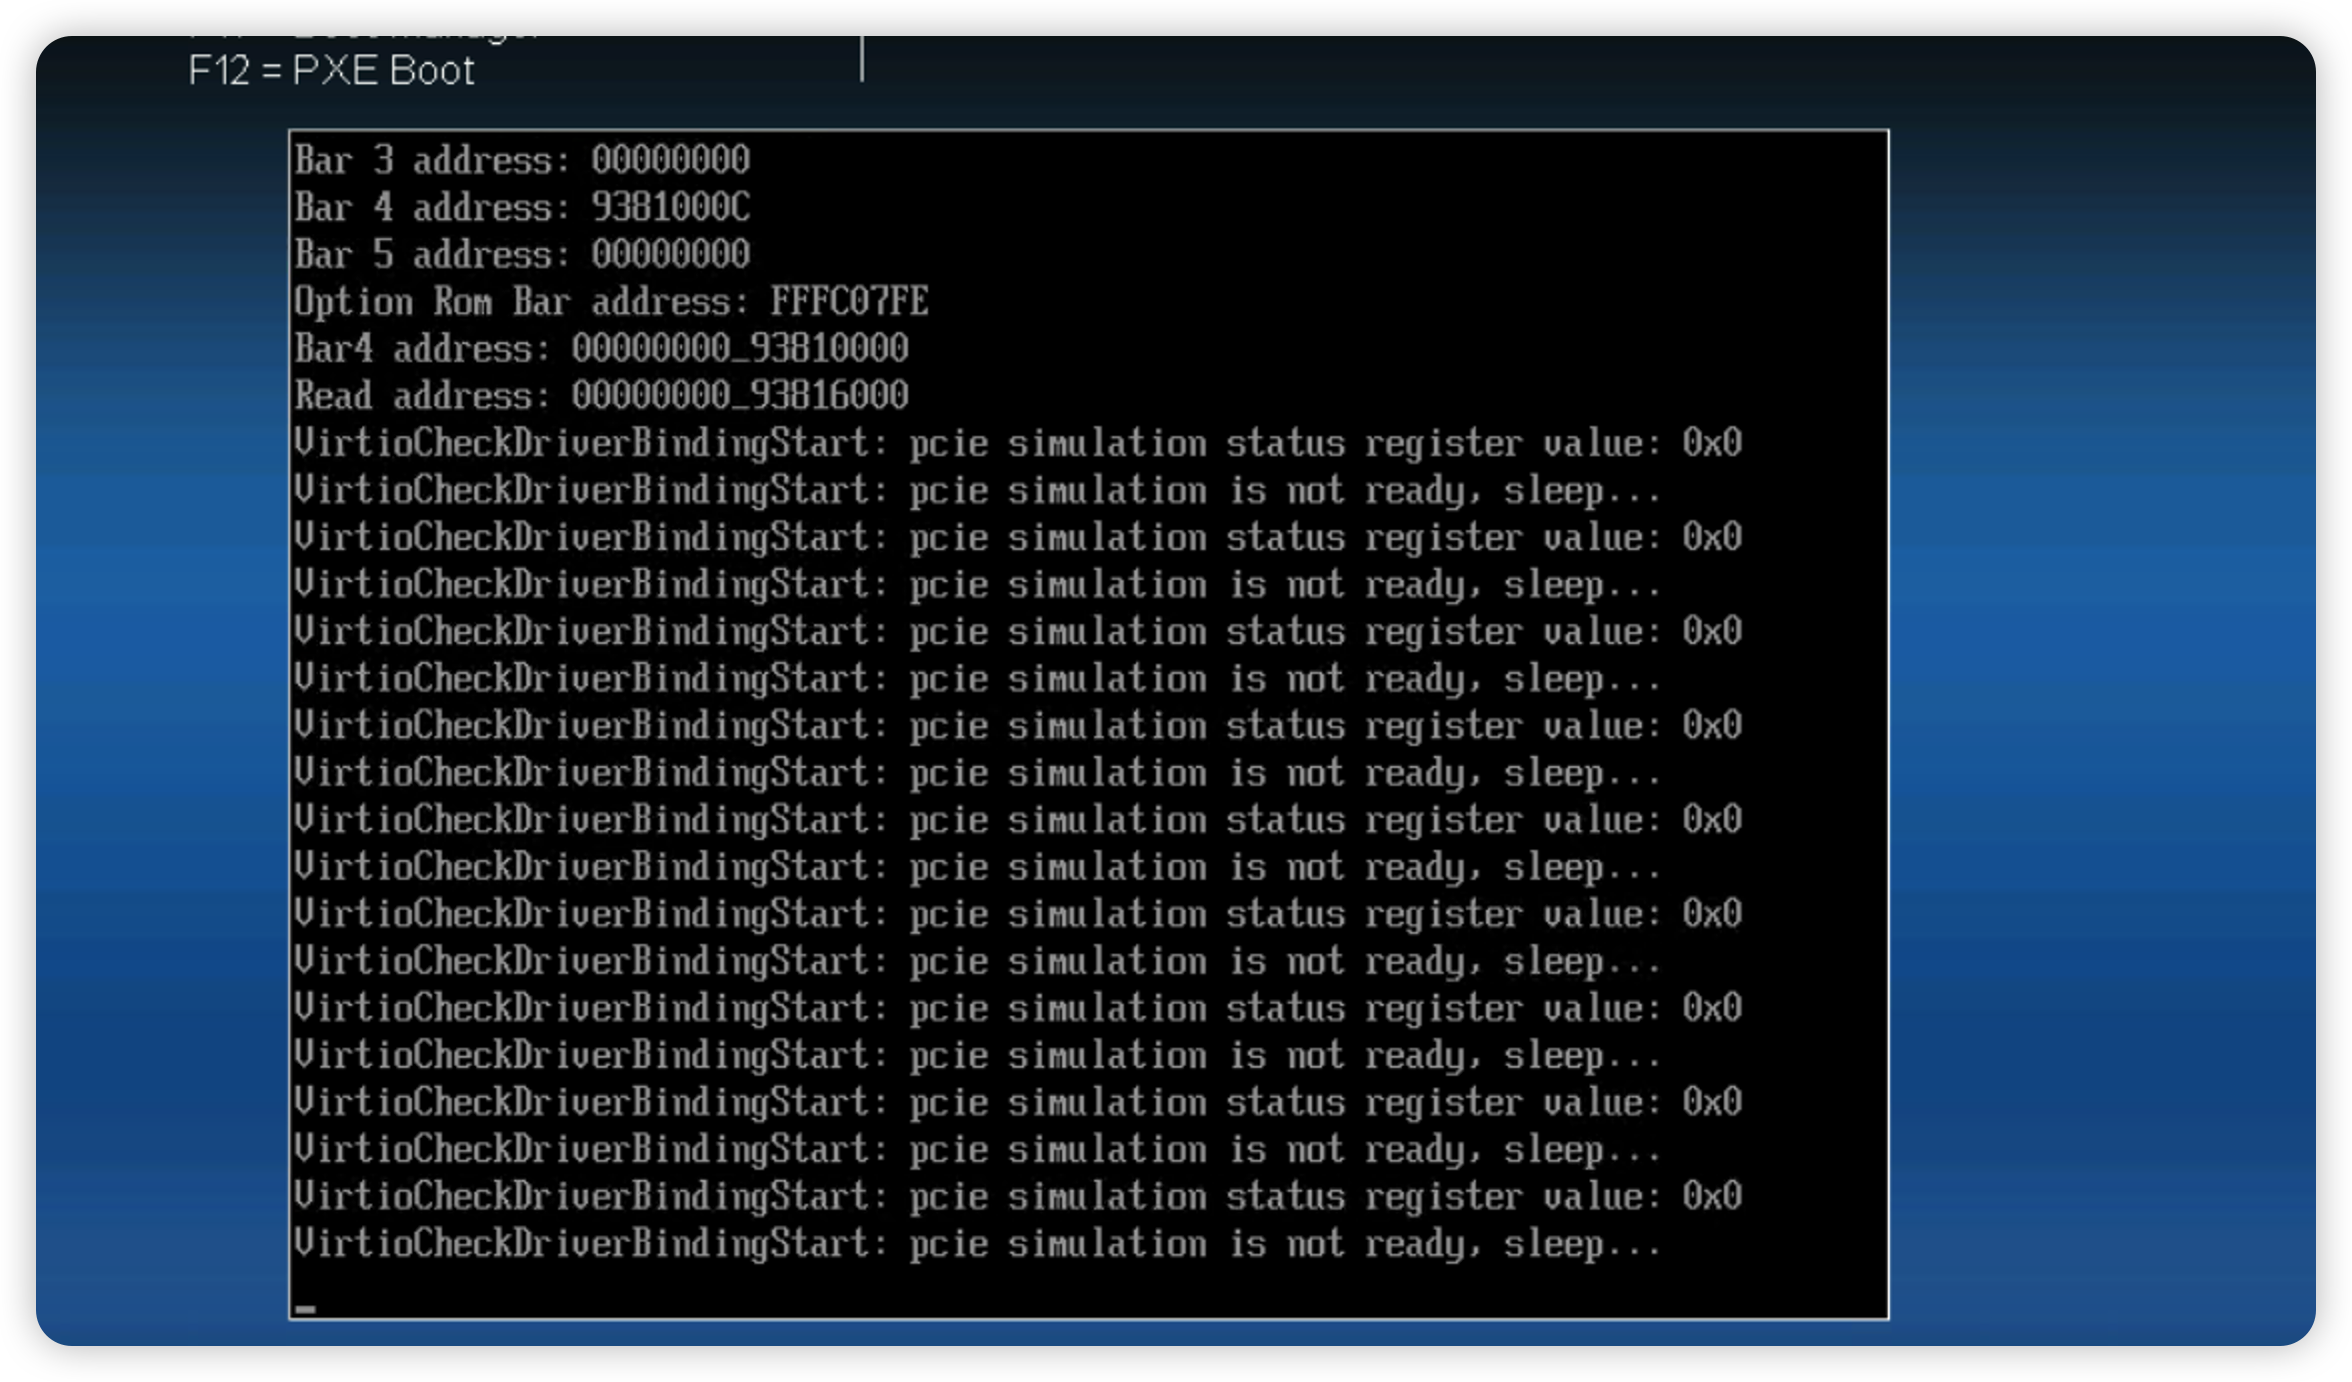 F12 = PXE Boot
Bar 3 address: 00000000
Bar 4 address: 9381000C
Bar 5 address: 00000000
Option Rom Bar address: FFFC07FE
Bar4 address: 00000000_93810000
Read address: 00000000_93816000
VirtioCheckDriverBindingStart: pcie simulation status register value: 0x0
VirtioCheckDriverBindingStart: pcie simulation is not ready, sleep...
VirtioCheckDriverBindingStart: pcie simulation status register value: 0x0
VirtioCheckDriverBindingStart: pcie simulation is not ready, sleep...
VirtioCheckDriverBindingStart: pcie simulation status register value: 0x0
VirtioCheckDriverBindingStart: pcie simulation is not ready, sleep...
VirtioCheckDriverBindingStart: pcie simulation status register value: 0x0
VirtioCheckDriverBindingStart: pcie simulation is not ready, sleep...
VirtioCheckDriverBindingStart: pcie simulation status register value: 0x0
VirtioCheckDriverBindingStart: pcie simulation is not ready, sleep...
VirtioCheckDriverBindingStart: pcie simulation status register value: 0x0
VirtioCheckDriverBindingStart: pcie simulation is not ready, sleep...
VirtioCheckDriverBindingStart: pcie simulation status register value: 0x0
VirtioCheckDriverBindingStart: pcie simulation is not ready, sleep...
VirtioCheckDriverBindingStart: pcie simulation status register value: 0x0
VirtioCheckDriverBindingStart: pcie simulation is not ready, sleep...
VirtioCheckDriverBindingStart: pcie simulation status register value: 0x0
VirtioCheckDriverBindingStart: pcie simulation is not ready, sleep...